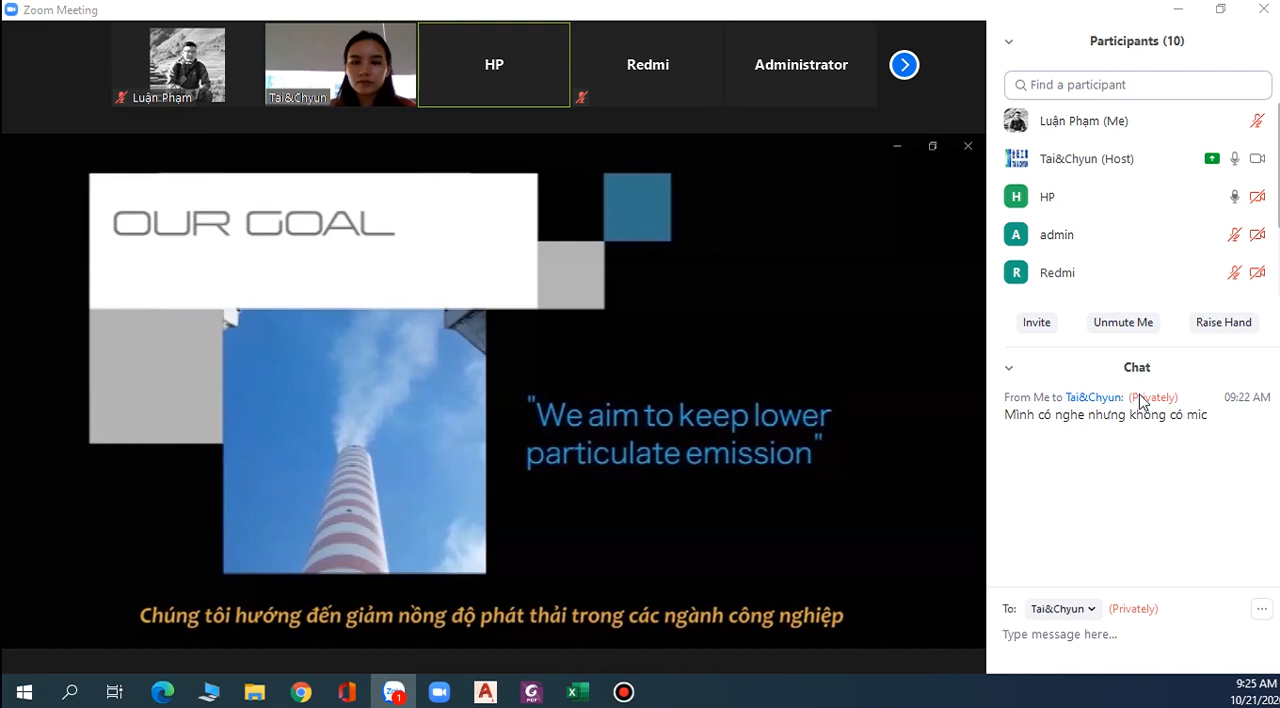 Zoom Meeting
Luận Phạm
Tai&Chyun
HP
Redmi
Administrator
OUR GOAL
"We aim to keep lower
particulate emission"
Chúng tôi hướng đến giảm nồng độ phát thải trong các ngành công nghiệp
Participants (10)
Find a participant
Luận Phạm (Me)
Tai&Chyun (Host)
H HP
A admin
R Redmi
Invite Unmute Me Raise Hand
Chat
From Me to Tai&Chyun: (Privately) 09:22 AM
Mình có nghe nhưng không có mic
To: Tai&Chyun (Privately)
Type message here...
9:25 AM